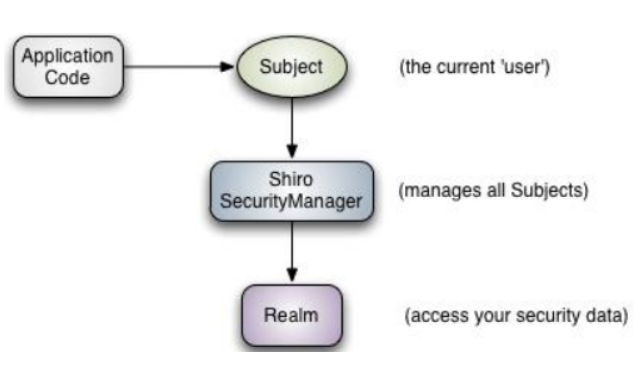 Application
Code
Subject
(the current 'user')
Shiro
SecurityManager
(manages all Subjects)
Realm
(access your security data)